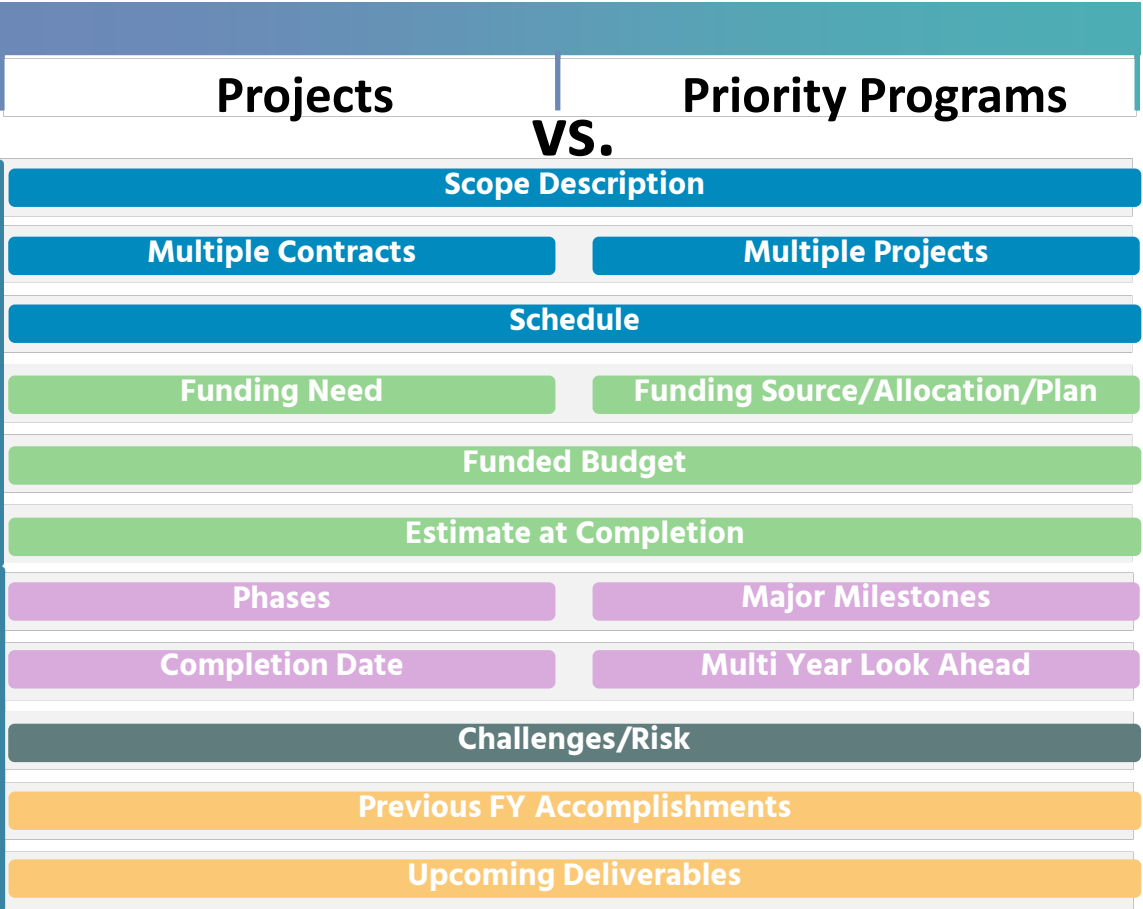 Projects
Priority Programs
vs.
Scope Description
Multiple Contracts
Multiple Projects
Schedule
Funding Need
Funding Source/Allocation/Plan
Funded Budget
Estimate at Completion
Phases
Major Milestones
Completion Date
Multi Year Look Ahead
Challenges/Risk
Previous FY Accomplishments
Upcoming Deliverables